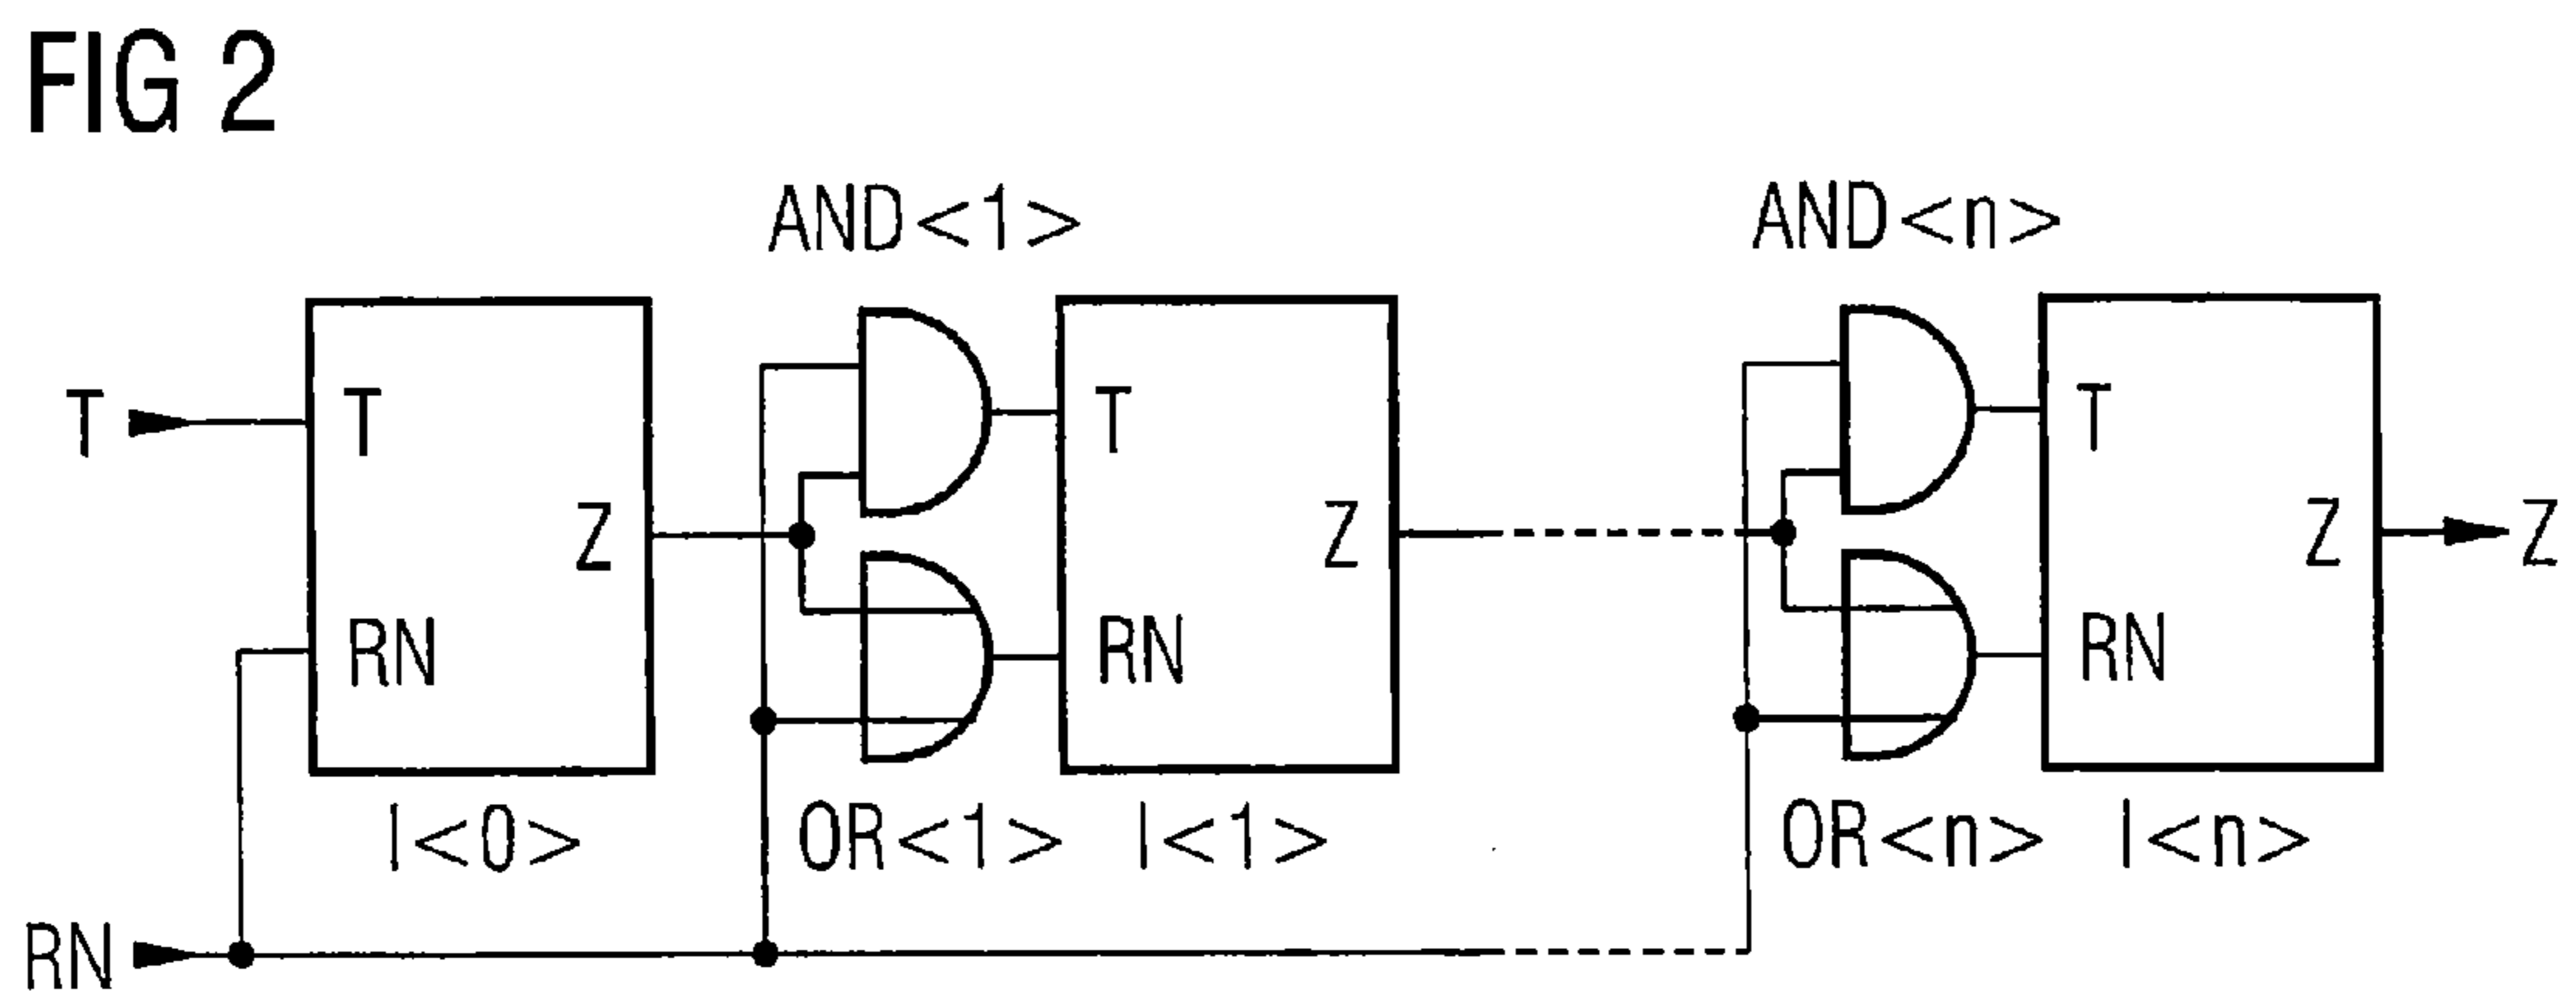 FIG 2
AND<1>
AND<n>
T
T
Z
RN
I<0>
T
Z
RN
OR<1>
I<1>
T
Z
RN
Z
OR<n>
I<n>
RN